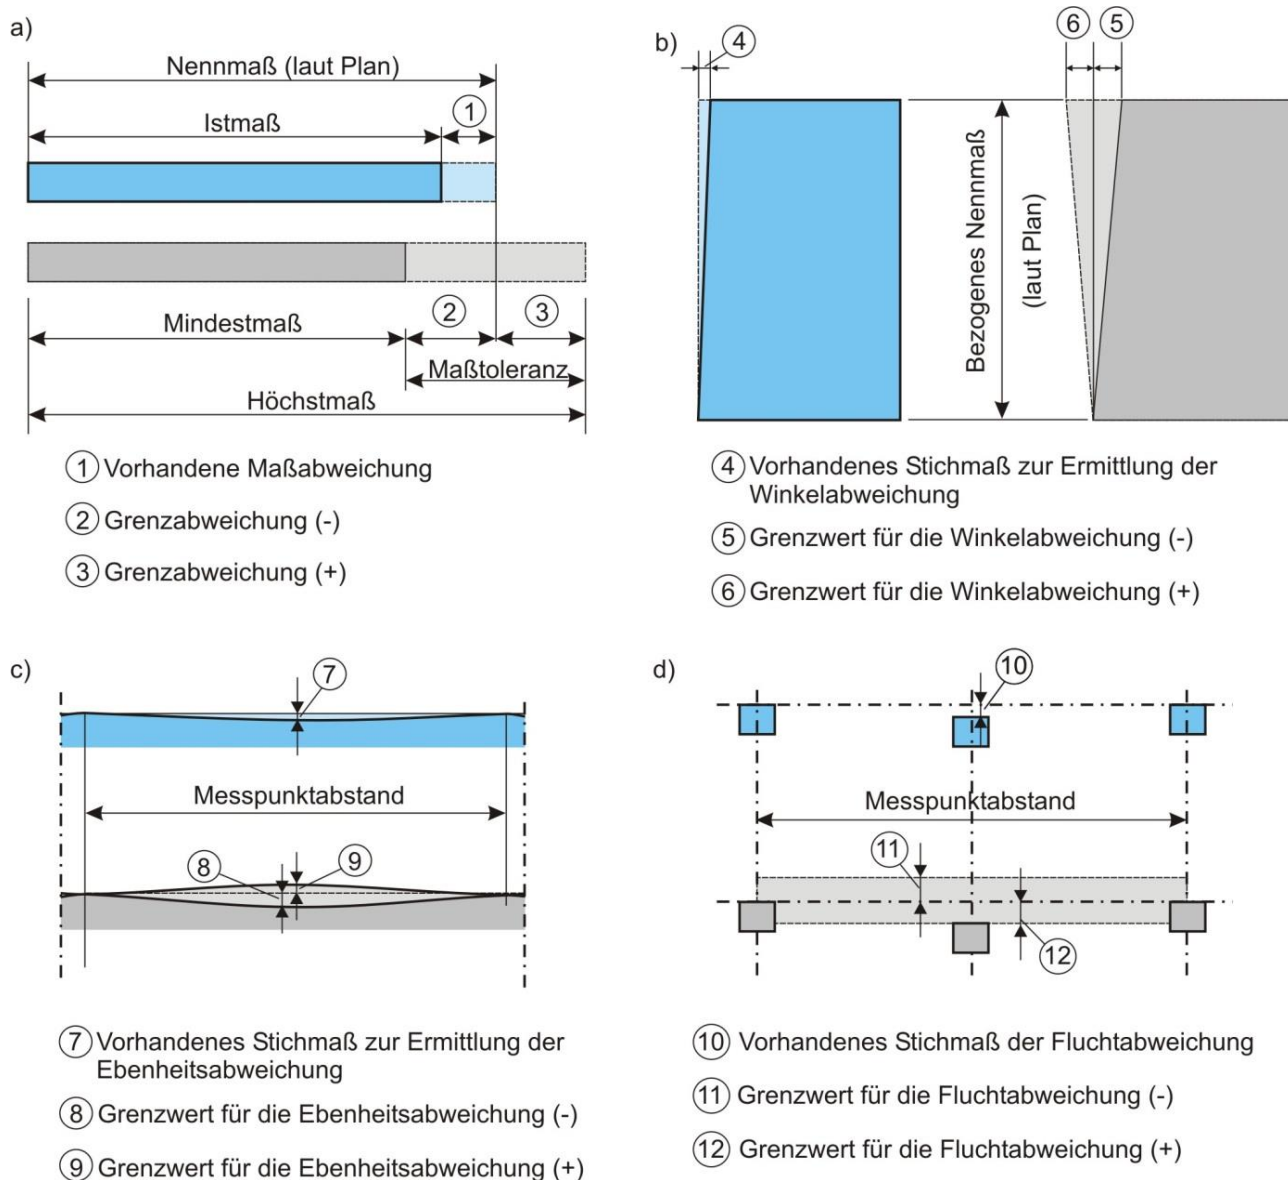 a)
Nennmaß (laut Plan)
1
Istmaß
2
3
Mindestmaß
Maßtoleranz
Höchstmaß
1 Vorhandene Maßabweichung
2 Grenzabweichung (-)
3 Grenzabweichung (+)
b)
4
6
5
Bezogenes Nennmaß
(laut Plan)
4 Vorhandenes Stichmaß zur Ermittlung der
Winkelabweichung
5 Grenzwert für die Winkelabweichung (-)
6 Grenzwert für die Winkelabweichung (+)
c)
7
Messpunktabstand
8
9
7 Vorhandenes Stichmaß zur Ermittlung der
Ebenheitsabweichung
8 Grenzwert für die Ebenheitsabweichung (-)
9 Grenzwert für die Ebenheitsabweichung (+)
d)
10
Messpunktabstand
11
12
10 Vorhandenes Stichmaß der Fluchtabweichung
11 Grenzwert für die Fluchtabweichung (-)
12 Grenzwert für die Fluchtabweichung (+)